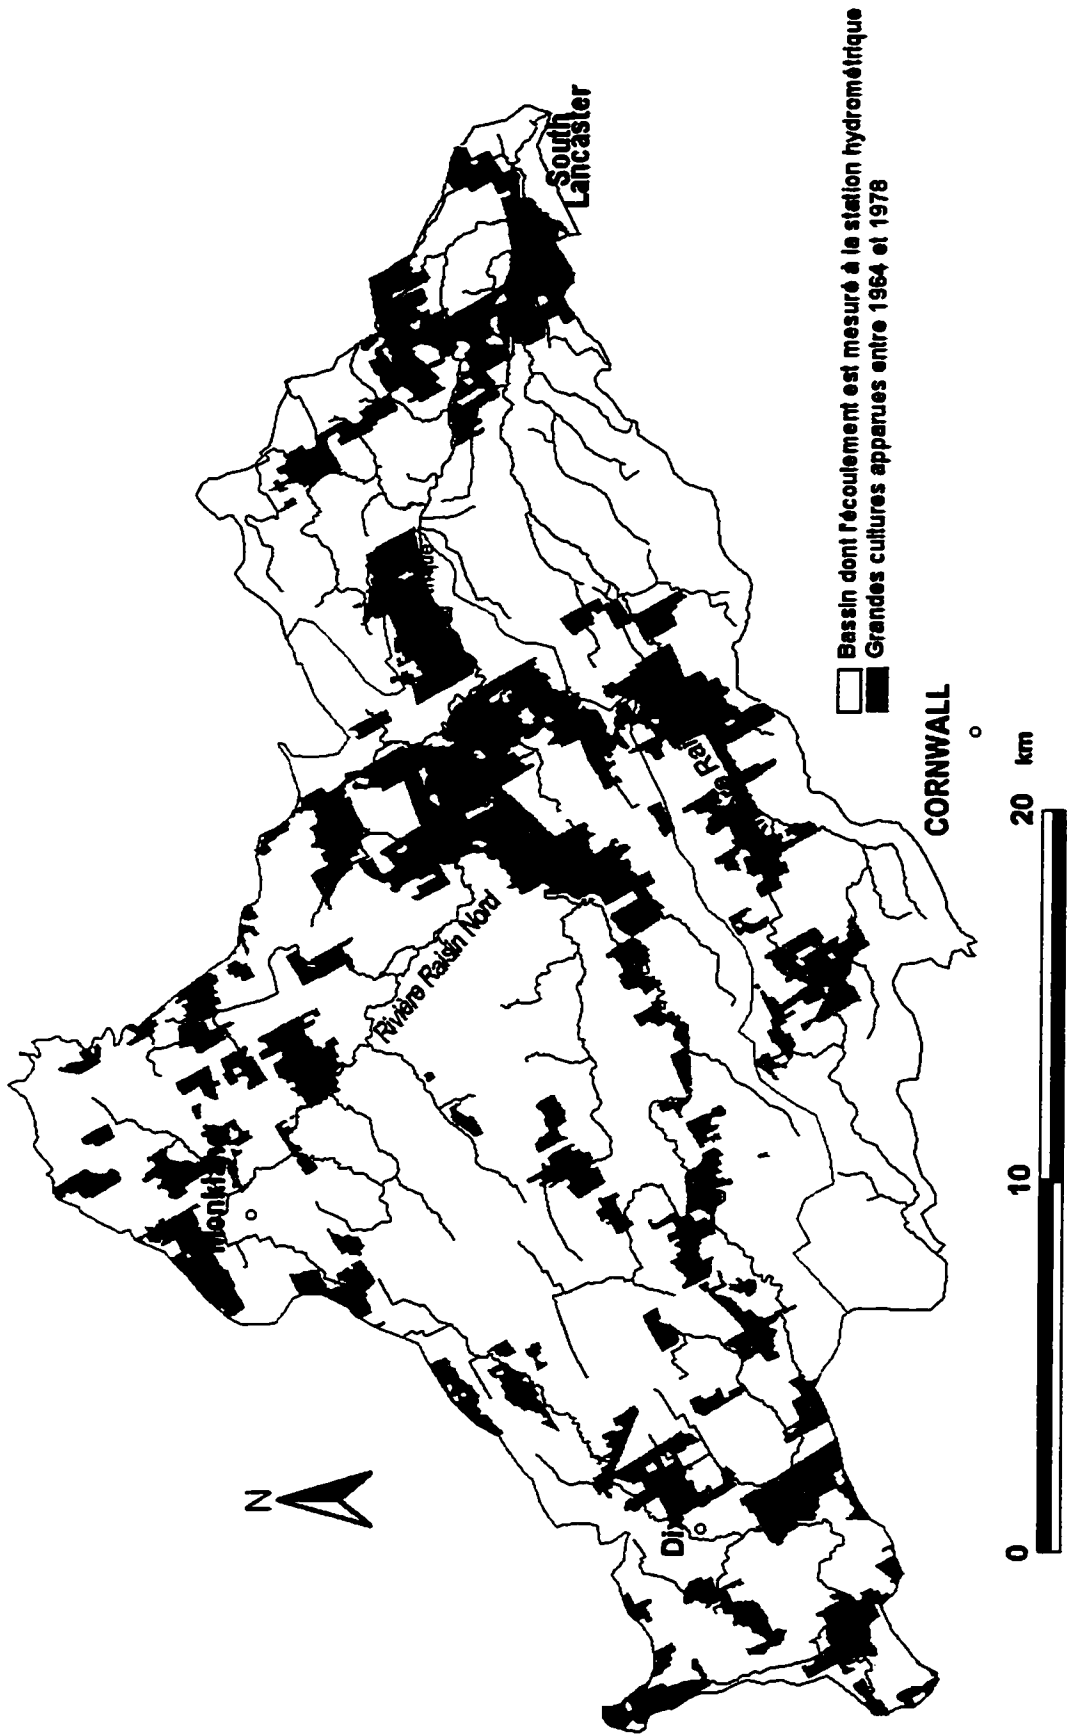 N
Monkland
Rivière Raisin Nord
South
Lancaster
CORNWALL
Bassin dont l'écoulement est mesuré à la station hydrométrique
Grandes cultures apparues entre 1964 et 1978
0
10
20
km